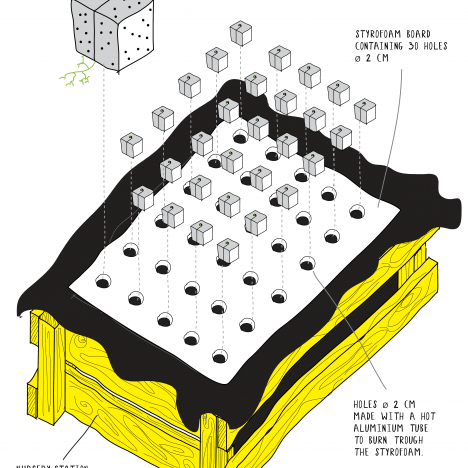 STYROFOAM BOARD
CONTAINING 30 HOLES
ø 2 CM
HOLES ø 2 CM
MADE WITH A HOT
ALUMINIUM TUBE
TO BURN TROUGH
THE STYROFOAM.
NURSERY STATION